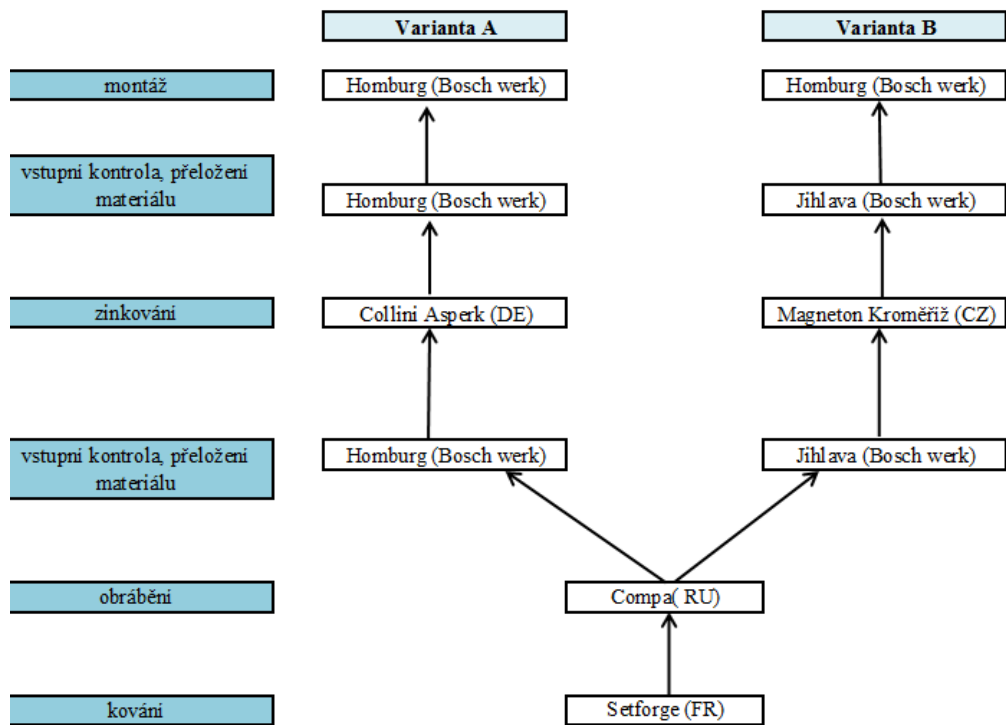 Varianta A
Varianta B
montáž
Homburg (Bosch werk)
Homburg (Bosch werk)
vstupní kontrola, přeložení
materiálu
Homburg (Bosch werk)
Jihlava (Bosch werk)
zinkování
Collini Asperk (DE)
Magneton Kroměříž (CZ)
vstupní kontrola, přeložení
materiálu
Homburg (Bosch werk)
Jihlava (Bosch werk)
obrábění
Compa( RU)
kování
Setforge (FR)